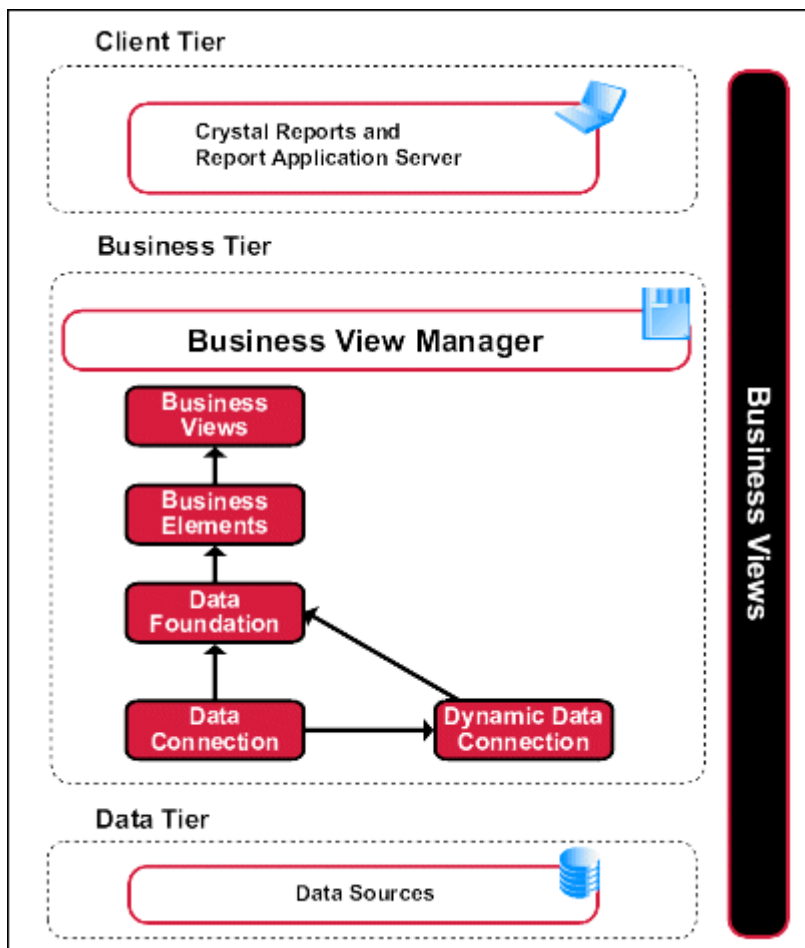 Client Tier
Crystal Reports and
Report Application Server
Business Tier
Business View Manager
Business
Views
Business
Elements
Data
Foundation
Data
Connection
Dynamic Data
Connection
Data Tier
Data Sources
Business Views